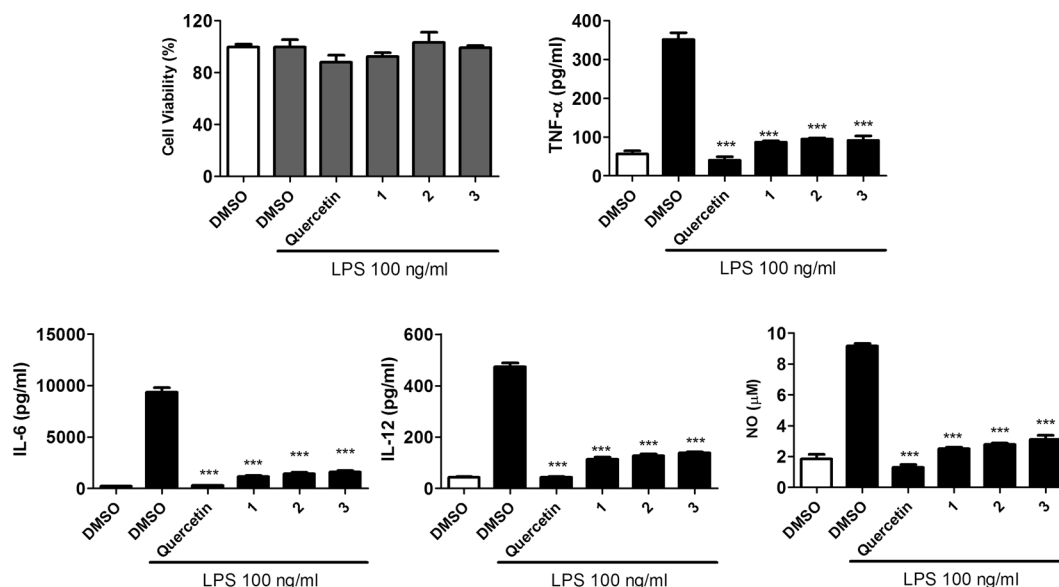 Cell Viability (%)
120
80
40
0
DMSO
DMSO
Quercetin
1
2
3
LPS 100 ng/ml
TNF-α (pg/ml)
400
300
200
100
0
***
***
***
***
DMSO
DMSO
Quercetin
1
2
3
LPS 100 ng/ml
IL-6 (pg/ml)
15000
10000
5000
0
***
***
***
***
DMSO
DMSO
Quercetin
1
2
3
LPS 100 ng/ml
IL-12 (pg/ml)
600
400
200
0
***
***
***
***
DMSO
DMSO
Quercetin
1
2
3
LPS 100 ng/ml
NO (μM)
10
8
6
4
2
0
***
***
***
***
DMSO
DMSO
Quercetin
1
2
3
LPS 100 ng/ml